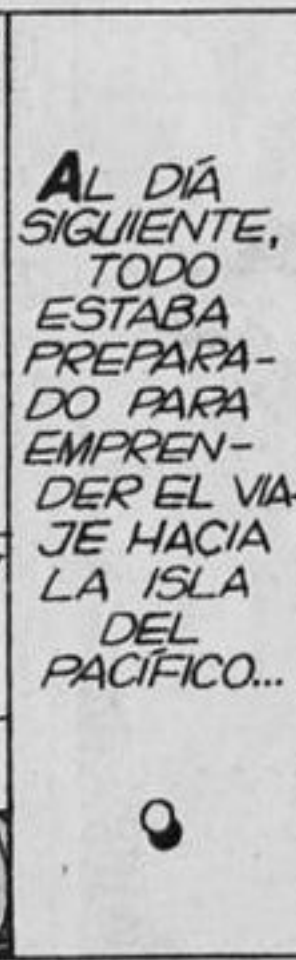 AL DÍA
SIGUIENTE,
TODO
ESTABA
PREPARA-
DO PARA
EMPREN-
DER EL VIA-
JE HACIA
LA ISLA
DEL
PACÍFICO...